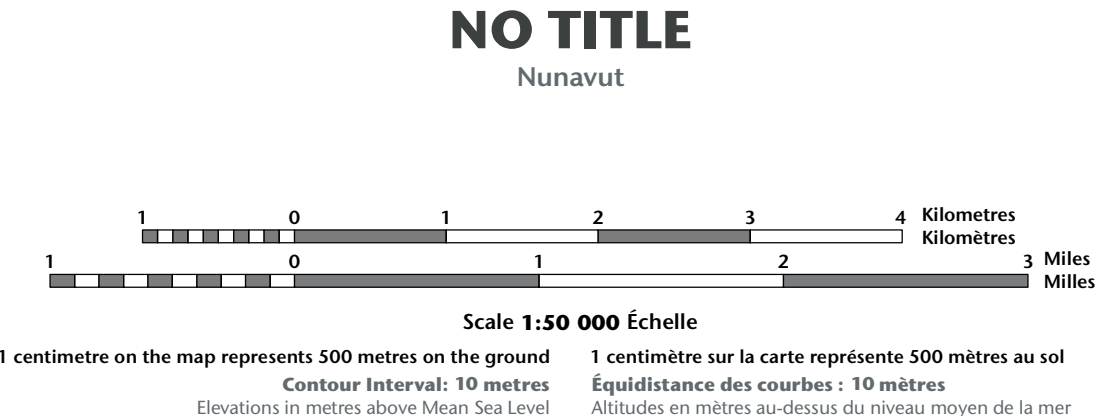 NO TITLE
Nunavut
1 0 1 2 3 4 Kilometres
Kilomètres
1 0 1 2 3 Miles
Milles
Scale 1:50 000 Échelle
1 centimetre on the map represents 500 metres on the ground
Contour Interval: 10 metres
Elevations in metres above Mean Sea Level
1 centimètre sur la carte représente 500 mètres au sol
Équidistance des courbes : 10 mètres
Altitudes en mètres au-dessus du niveau moyen de la mer